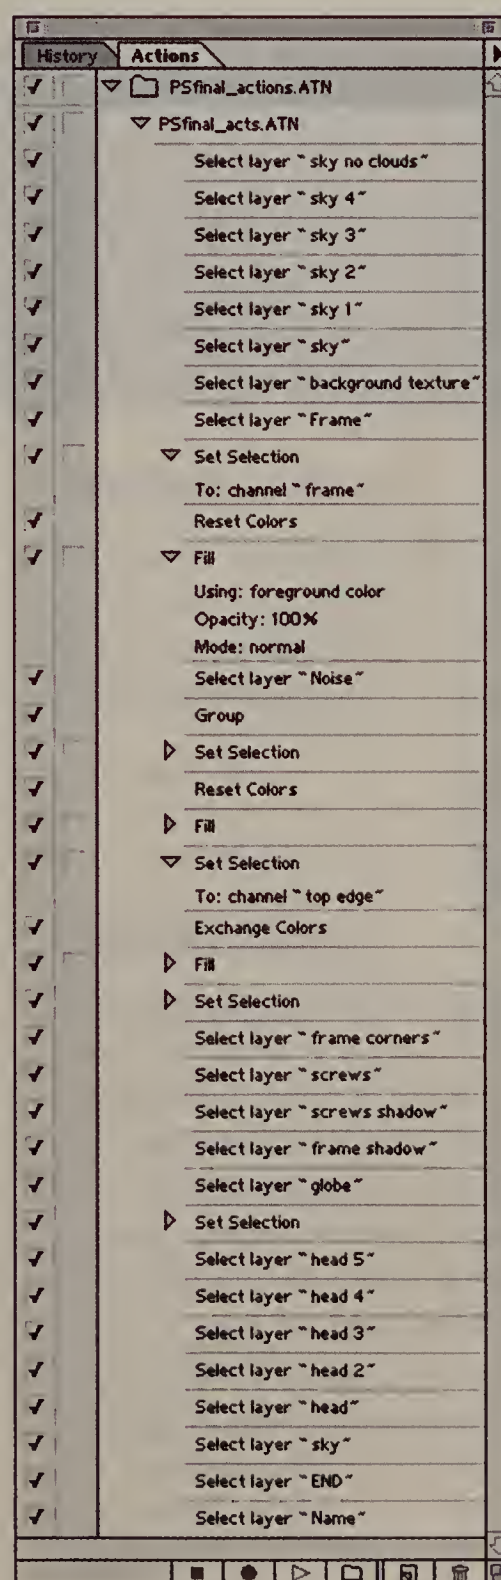 History Actions
PSfinal_actions.ATN
PSfinal_acts.ATN
Select layer "sky no clouds"
Select layer "sky 4"
Select layer "sky 3"
Select layer "sky 2"
Select layer "sky 1"
Select layer "sky"
Select layer "background texture"
Select layer "Frame"
Set Selection
To: channel "frame"
Reset Colors
Fill
Using: foreground color
Opacity: 100%
Mode: normal
Select layer "Noise"
Group
Set Selection
Reset Colors
Fill
Set Selection
To: channel "top edge"
Exchange Colors
Fill
Set Selection
Select layer "frame corners"
Select layer "screws"
Select layer "screws shadow"
Select layer "frame shadow"
Select layer "globe"
Set Selection
Select layer "head 5"
Select layer "head 4"
Select layer "head 3"
Select layer "head 2"
Select layer "head"
Select layer "sky"
Select layer "END"
Select layer "Name"